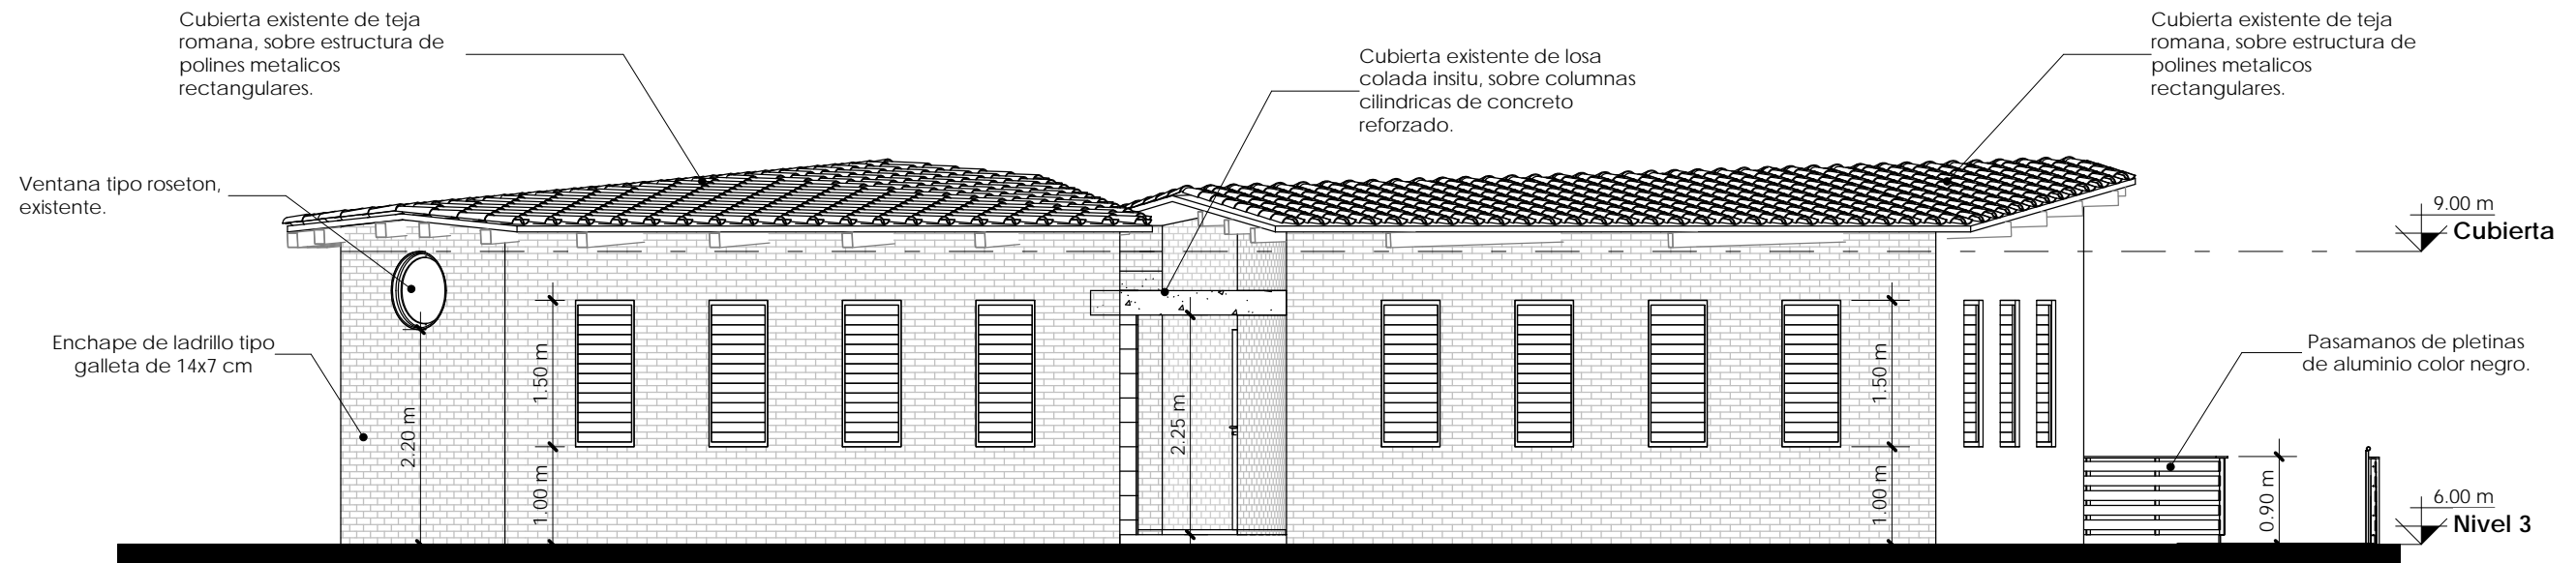 Cubierta existente de teja
romana, sobre estructura de
polines metalicos
rectangulares.
Cubierta existente de losa
colada insitu, sobre columnas
cilindricas de concreto
reforzado.
Cubierta existente de teja
romana, sobre estructura de
polines metalicos
rectangulares.
Ventana tipo roseton,
existente.
9.00 m
Cubierta
Enchape de ladrillo tipo
galleta de 14x7 cm
2.20 m
1.50 m
1.00 m
2.25 m
1.50 m
1.00 m
Pasamanos de pletinas
de aluminio color negro.
0.90 m
6.00 m
Nivel 3